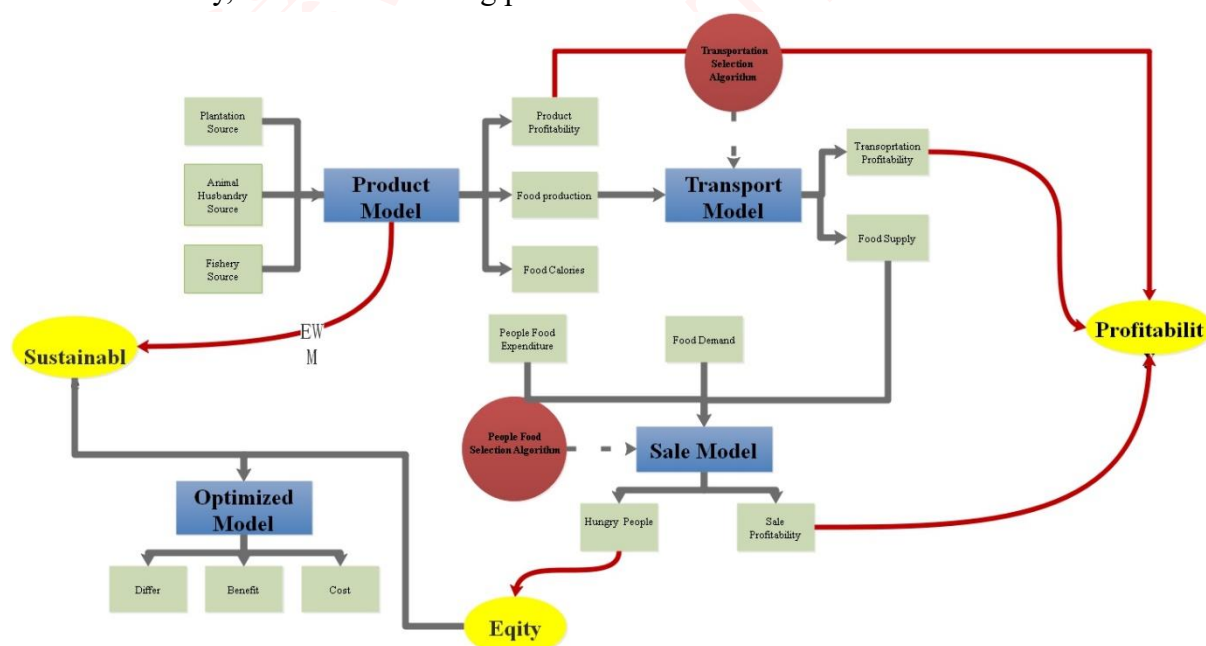 Transportation
Selection
Algorithm
Plantation
Source
Product
Profitability
Transoprtation
Profitability
Animal
Husbandry
Source
Product
Model
Food production
Transport
Model
Fishery
Source
Food Calories
Food Supply
EW
M
Sustainabl
People Food
Expenditure
Food Demand
Profitabilit
y
People Food
Selection Algorithm
Sale Model
Optimized
Model
Hungry People
Sale
Profitability
Differ
Benefit
Cost
Eqity